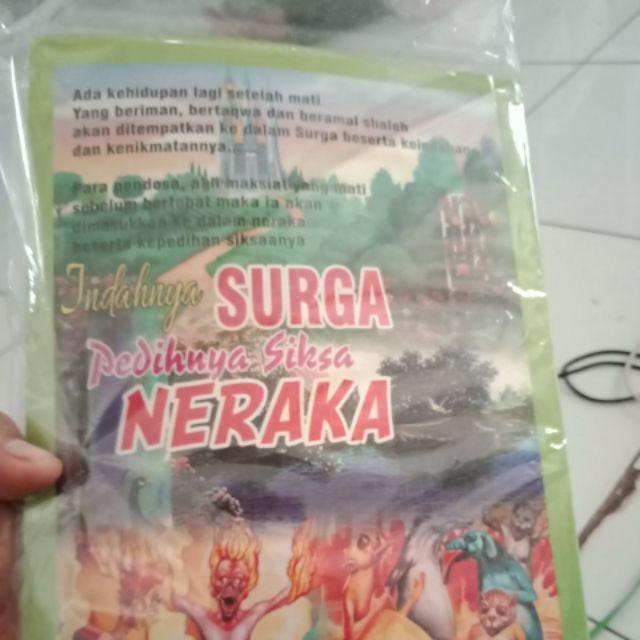 Ada kehidupan lagi setelah mati
Yang beriman, bertaqwa dan beramal shaleh
akan ditempatkan ke dalam Surga beserta keindahan
dan kenikmatannya...
Para pendosa, ahli maksiat yang mati
sebelum bertobat maka ia akan
dimasukkan ke dalam neraka
beserta kepedihan siksaanya
Indahnya SURGA
Pedihnya Siksa
NERAKA